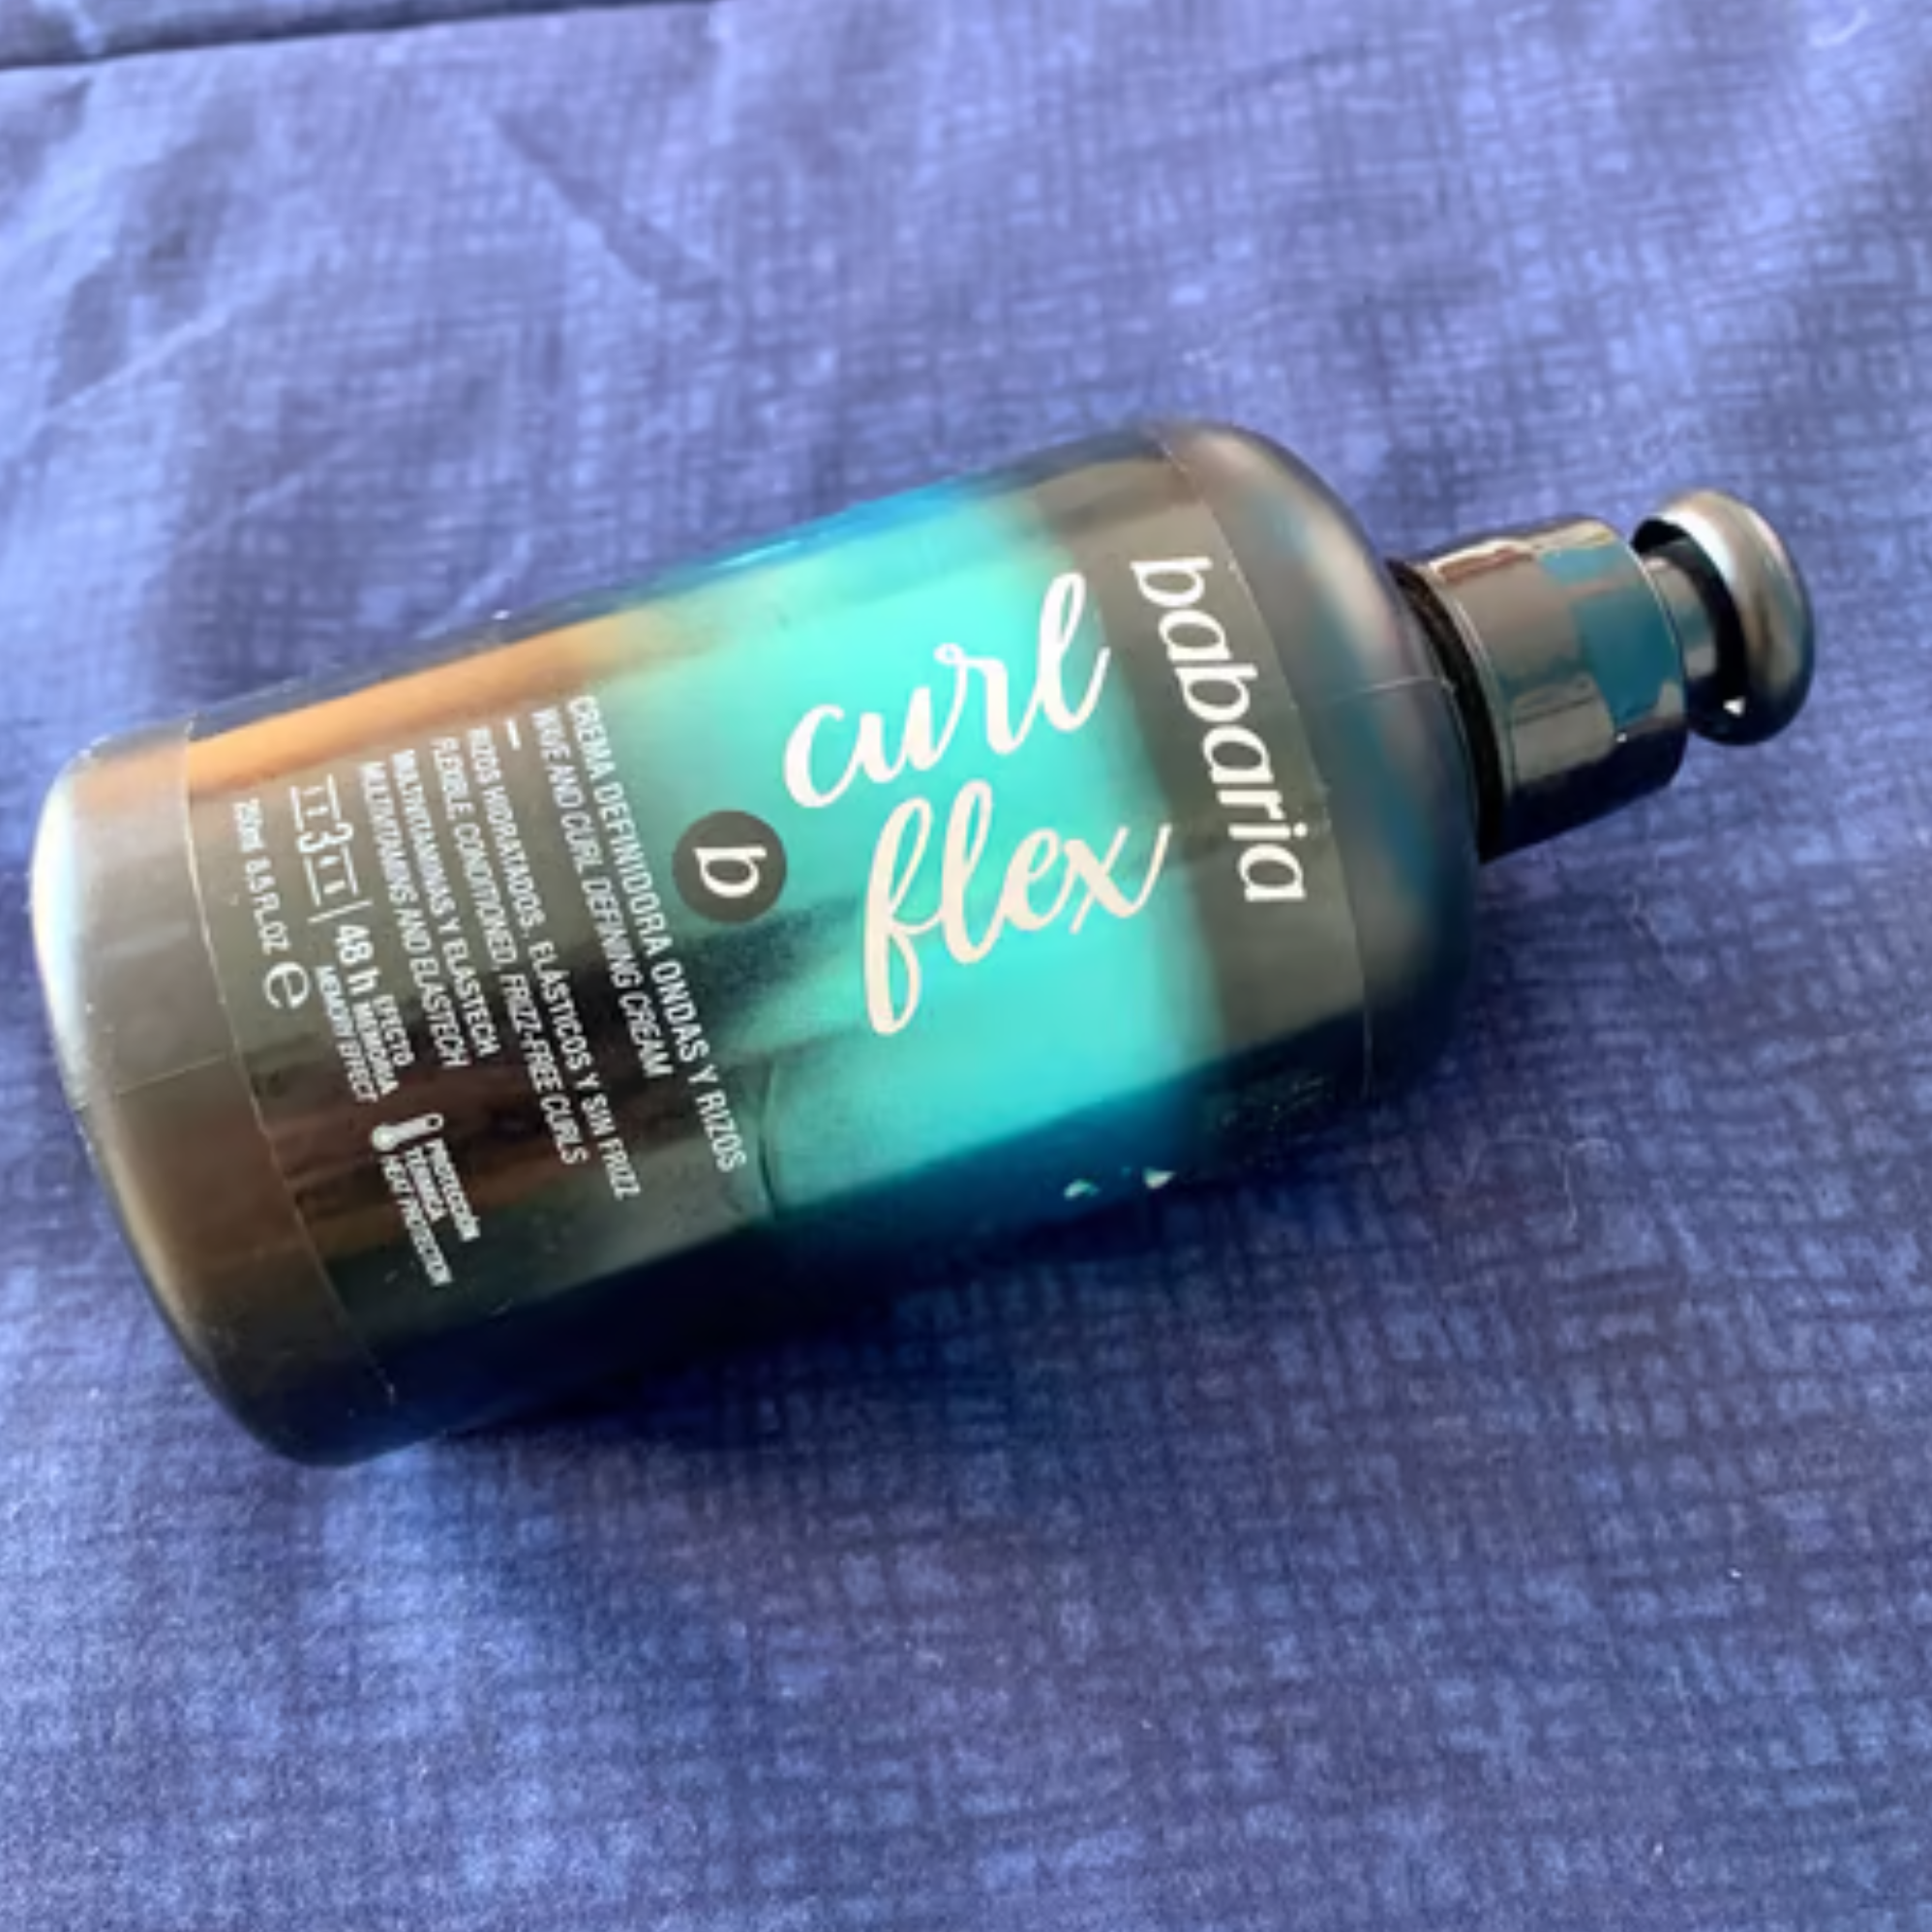 babaria
curl
flex
b
CREMA DEFINIDORA ONDAS Y RIZOS
WAVE AND CURL DEFINING CREAM
RIZOS HIDRATADOS, ELÁSTICOS Y SIN FRIZZ
FLEXIBLE, CONDITIONED, FRIZZ-FREE CURLS
MULTIVITAMINAS Y ELASTECH
MULTIVITAMINS AND ELASTECH
48 h EFECTO MEMORIA
MEMORY EFFECT
PROTECCIÓN
TÉRMICA
HEAT PROTECTION
250ml 8.5 FL.OZ e